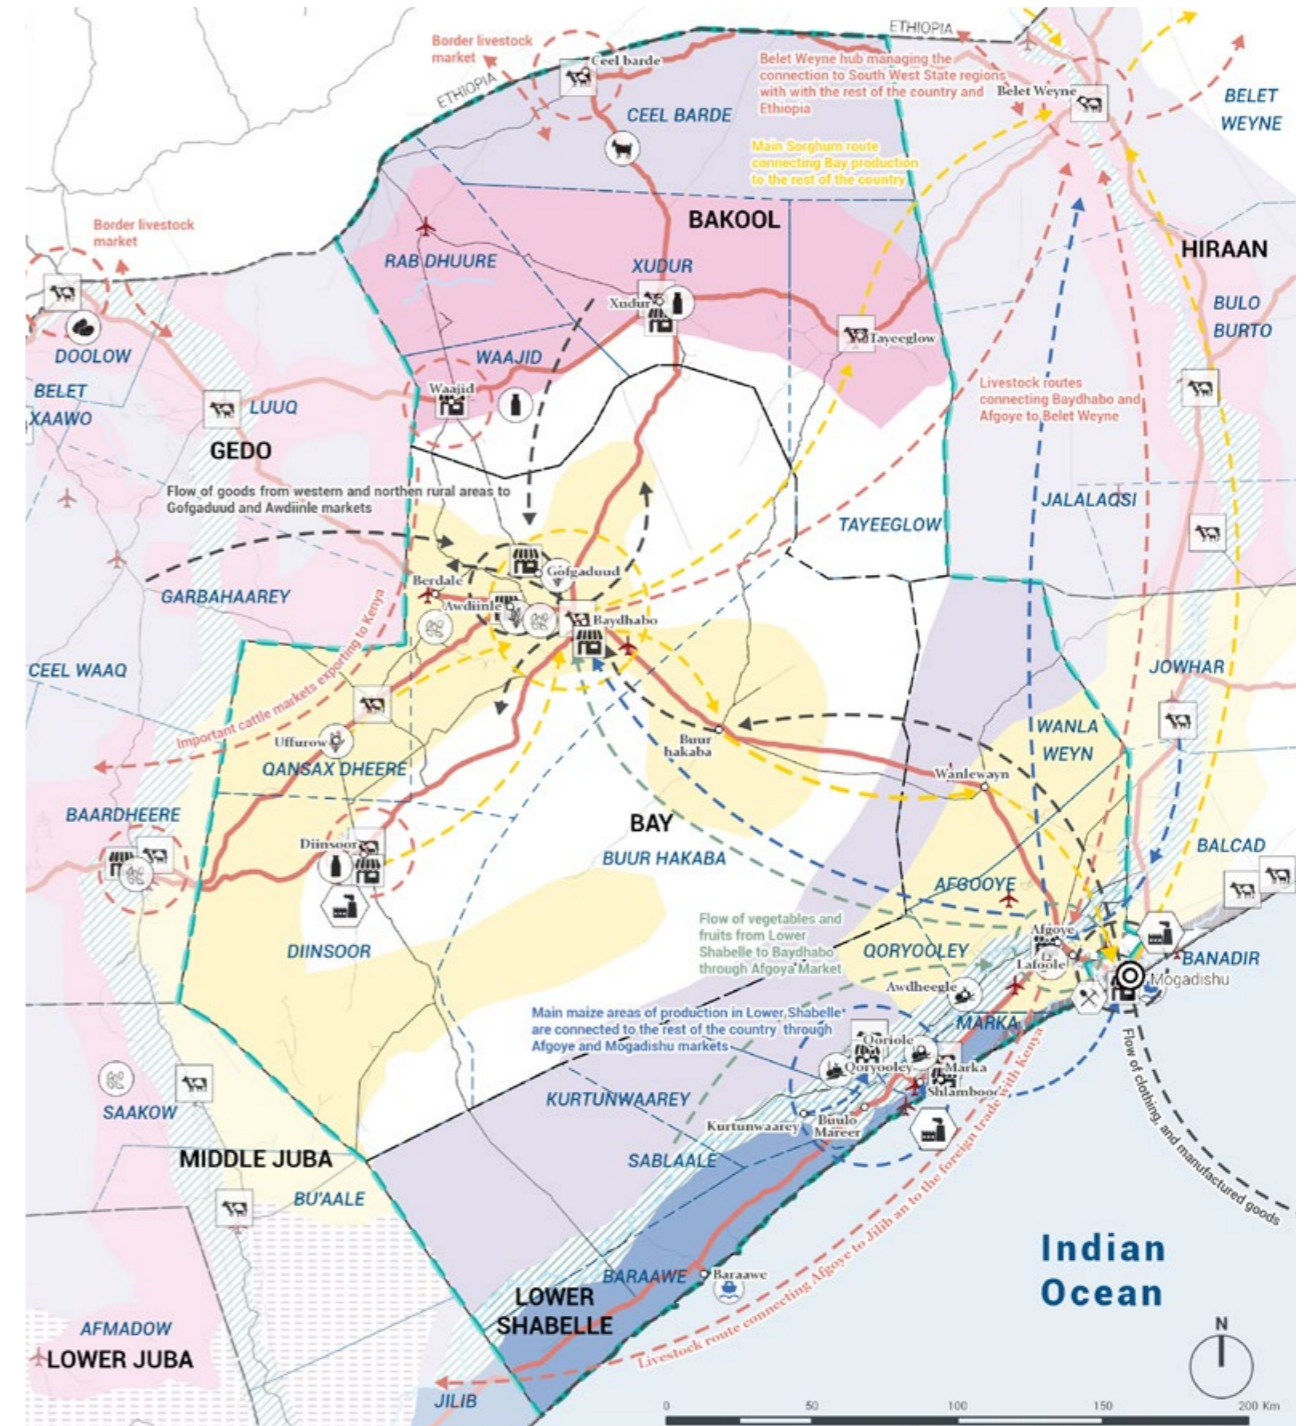 ETHIOPIA
Border livestock
market
Ceel barde
ETHIOPIA
CEEL BARDE
Belet Weyne hub managing the
connection to South West State regions
with with the rest of the country and
Ethiopia
Belet Weyne
BELET
WEYNE
Main Sorghum route
connecting Bay production
to the rest of the country
Border livestock
market
BAKOOL
HIRAAN
RAB DHUURE
XUDUR
Xudur
BULO
BURTO
DOOLOW
WAAJID
Tayeeglow
BELET
XAAWO
LUUQ
Waajid
Livestock routes
connecting Baydhabo and
Afgoye to Belet Weyne
GEDO
Flow of goods from western and northen rural areas to
Gofgaduud and Awdiinle markets
JALALAQSI
TAYEEGLOW
Gofgaduud
Berdale
GARBAHAAREY
Awdiinle
Baydhabo
Important cattle markets exporting to Kenya
CEEL WAAQ
JOWHAR
WANLA
WEYN
Uffurow
Buur
hakaba
QANSAX DHEERE
Wanlewayn
BAARDHEERE
BAY
Diinsoor
BUUR HAKABA
BALCAD
AFGOOYE
Flow of vegetables and
fruits from Lower
Shabelle to Baydhabo
through Afgoya Market
Afgoye
DIINSOOR
QORYOOLEY
Lafoole
BANADIR
Mogadishu
Awdheegle
Main maize areas of production in Lower Shabelle
are connected to the rest of the country through
Afgoye and Mogadishu markets
MARKA
Qoriole
Qoryooley
Marka
Shlamboo
Flow of clothing, and manufactured goods
SAAKOW
KURTUNWAAREY
Kurtunwaarey
Buulo
Mareer
MIDDLE JUBA
SABLAALE
BU'AALE
Livestock route connecting Afgoye to Jilib an to the foreign trade with Kenya
Indian
Ocean
BARAAWE
Baraawe
LOWER
SHABELLE
AFMADOW
LOWER JUBA
N
JILIB
0 50 100 150 200 Km